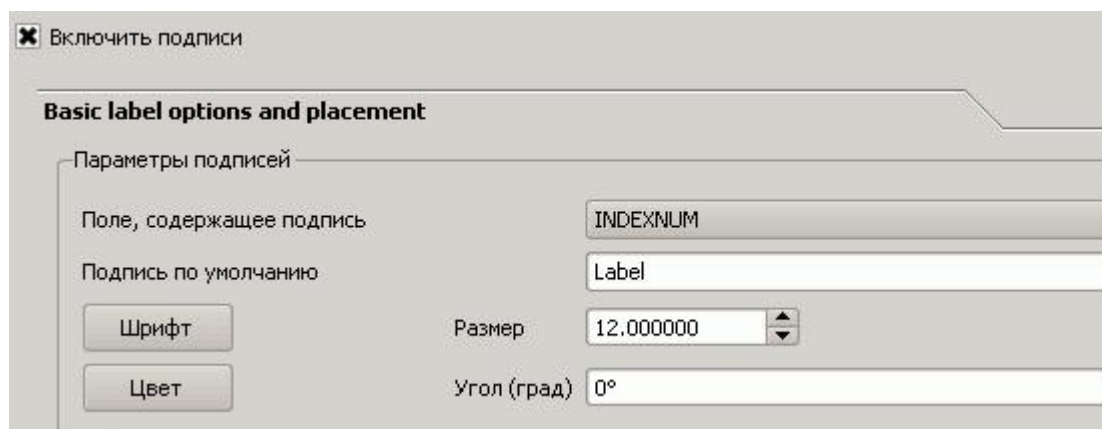 Включить подписи
Basic label options and placement
Параметры подписей
Поле, содержащее подпись INDEXNUM
Подпись по умолчанию Label
Шрифт Размер 12.000000
Цвет Угол (град) 0°